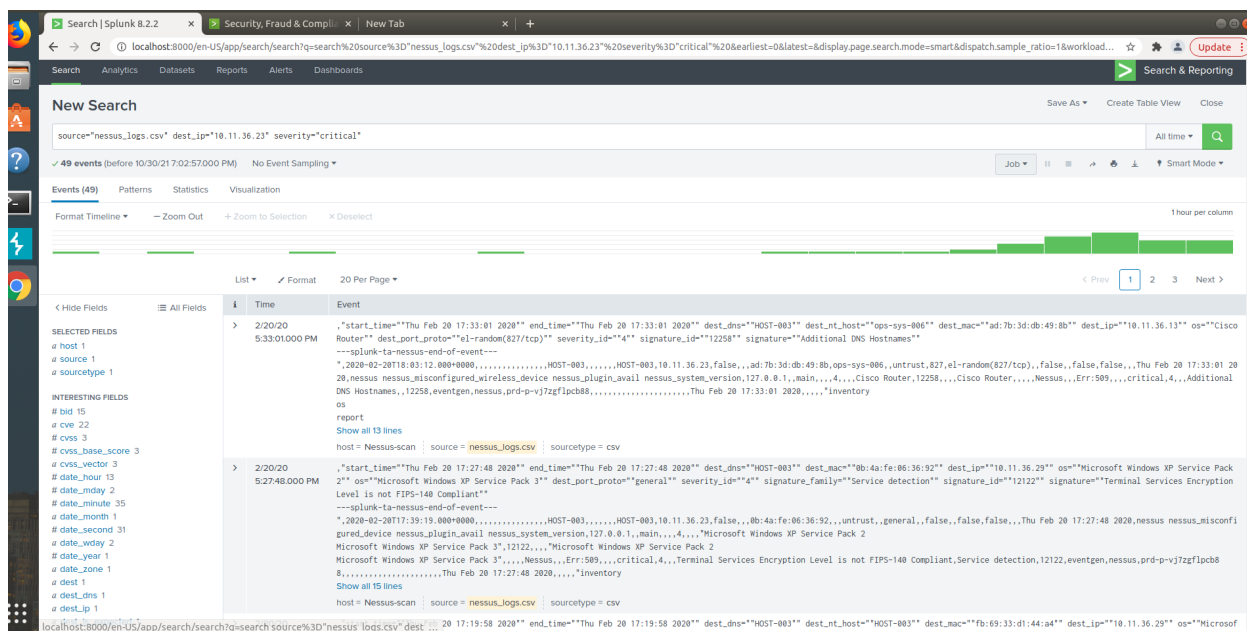 Search | Splunk 8.2.2
Security, Fraud & Complia
New Tab
localhost:8000/en-US/app/search/search?q=search%20source%3D"nessus_logs.csv"%20dest_ip%3D"10.11.36.23"%20severity%3D"critical"%20&earliest=0&latest=&display.page.search.mode=smart&dispatch.sample_ratio=1&workload...
Update
Search Analytics Datasets Reports Alerts Dashboards
Search & Reporting
New Search
Save As Create Table View Close
source="nessus_logs.csv" dest_ip="10.11.36.23" severity="critical"
All time
49 events (before 10/30/21 7:02:57.000 PM) No Event Sampling
Job
Smart Mode
Events (49) Patterns Statistics Visualization
Format Timeline — Zoom Out + Zoom to Selection × Deselect
1 hour per column
List Format 20 Per Page
< Prev 1 2 3 Next >
< Hide Fields All Fields
i Time Event
SELECTED FIELDS
a host 1
a source 1
a sourcetype 1
INTERESTING FIELDS
# bid 15
a cve 22
# cvss 3
# cvss_base_score 3
a cvss_vector 3
# date_hour 13
# date_mday 2
# date_minute 35
a date_month 1
# date_second 31
a date_wday 2
# date_year 1
a date_zone 1
a dest 1
a dest_dns 1
a dest_ip 1
> 2/20/20
5:33:01.000 PM
,"start_time=""Thu Feb 20 17:33:01 2020"" end_time=""Thu Feb 20 17:33:01 2020"" dest_dns=""HOST-003"" dest_nt_host=""ops-sys-006"" dest_mac=""ad:7b:3d:db:49:8b"" dest_ip=""10.11.36.13"" os=""Cisco
Router"" dest_port_proto=""el-random(827/tcp)"" severity_id=""4"" signature_id=""12258"" signature=""Additional DNS Hostnames""
---splunk-ta-nessus-end-of-event---
",2020-02-20T18:03:12.000+0000,,,,,,,,,,,,,,,HOST-003,,,,,,,HOST-003,10.11.36.23,false,,,ad:7b:3d:db:49:8b,ops-sys-006,,untrust,827,el-random(827/tcp),,false,,false,false,,,Thu Feb 20 17:33:01 20
20,nessus nessus_misconfigured_wireless_device nessus_plugin_avail nessus_system_version,127.0.0.1,,main,,,,4,,,,Cisco Router,12258,,,,Cisco Router,,,,,Nessus,,,Err:509,,,,critical,4,,,Additional
DNS Hostnames,,12258,eventgen,nessus,prd-p-vj7zgflpcb88,,,,,,,,,,,,,,,,,,,,,Thu Feb 20 17:33:01 2020,,,,,"inventory
os
report
Show all 13 lines
host = Nessus-scan source = nessus_logs.csv sourcetype = csv
> 2/20/20
5:27:48.000 PM
,"start_time=""Thu Feb 20 17:27:48 2020"" end_time=""Thu Feb 20 17:27:48 2020"" dest_dns=""HOST-003"" dest_mac=""0b:4a:fe:06:36:92"" dest_ip=""10.11.36.29"" os=""Microsoft Windows XP Service Pack
2"" os=""Microsoft Windows XP Service Pack 3"" dest_port_proto=""general"" severity_id=""4"" signature_family=""Service detection"" signature_id=""12122"" signature=""Terminal Services Encryption
Level is not FIPS-140 Compliant""
---splunk-ta-nessus-end-of-event---
",2020-02-20T17:39:19.000+0000,,,,,,,,,,,,,,,HOST-003,,,,,,,HOST-003,10.11.36.23,false,,,0b:4a:fe:06:36:92,,,untrust,,general,,false,,false,false,,,Thu Feb 20 17:27:48 2020,nessus nessus_misconfi
gured_device nessus_plugin_avail nessus_system_version,127.0.0.1,,main,,,,4,,,,"Microsoft Windows XP Service Pack 2
Microsoft Windows XP Service Pack 3",12122,,,,"Microsoft Windows XP Service Pack 2
Microsoft Windows XP Service Pack 3",,,,,Nessus,,,Err:509,,,,critical,4,,,Terminal Services Encryption Level is not FIPS-140 Compliant,Service detection,12122,eventgen,nessus,prd-p-vj7zgflpcb8
8,,,,,,,,,,,,,,,,,,,,,Thu Feb 20 17:27:48 2020,,,,,"inventory
Show all 15 lines
host = Nessus-scan source = nessus_logs.csv sourcetype = csv
localhost:8000/en-US/app/search/search?q=search source%3D"nessus_logs.csv" dest ...
20 17:19:58 2020"" end_time=""Thu Feb 20 17:19:58 2020"" dest_dns=""HOST-003"" dest_nt_host=""HOST-003"" dest_mac=""fb:69:33:d1:44:a4"" dest_ip=""10.11.36.29"" os=""Microsof